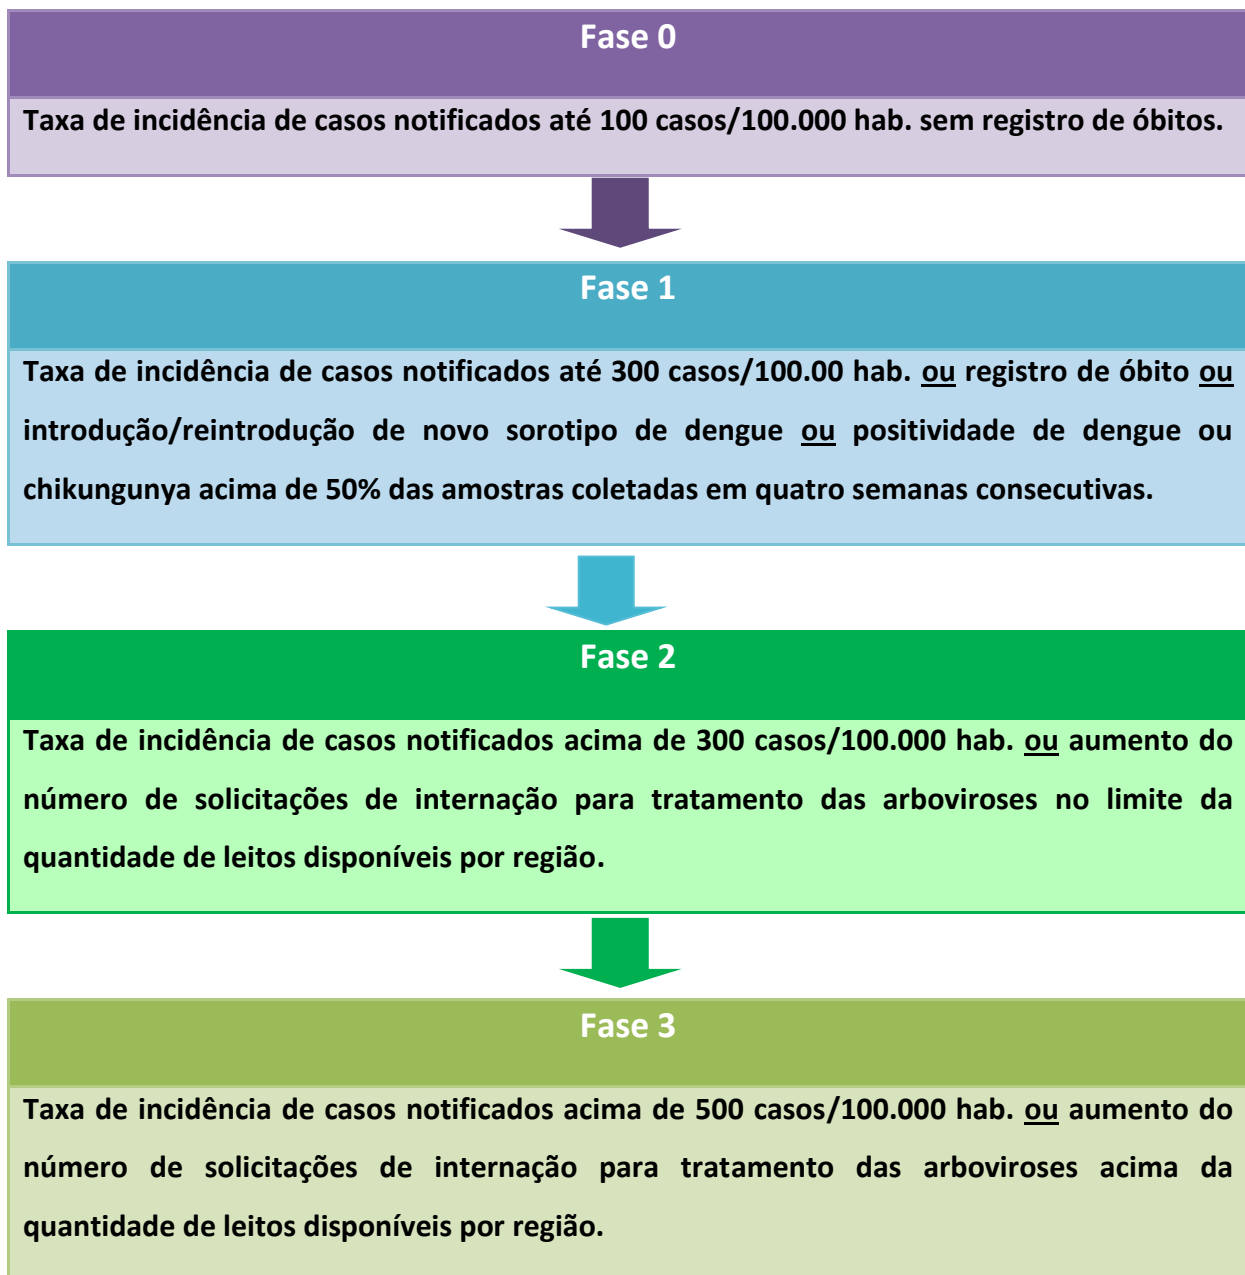 Fase 0
Taxa de incidência de casos notificados até 100 casos/100.000 hab. sem registro de óbitos.
Fase 1
Taxa de incidência de casos notificados até 300 casos/100.00 hab. ou registro de óbito ou
introdução/reintrodução de novo sorotipo de dengue ou positividade de dengue ou
chikungunya acima de 50% das amostras coletadas em quatro semanas consecutivas.
Fase 2
Taxa de incidência de casos notificados acima de 300 casos/100.000 hab. ou aumento do
número de solicitações de internação para tratamento das arboviroses no limite da
quantidade de leitos disponíveis por região.
Fase 3
Taxa de incidência de casos notificados acima de 500 casos/100.000 hab. ou aumento do
número de solicitações de internação para tratamento das arboviroses acima da
quantidade de leitos disponíveis por região.